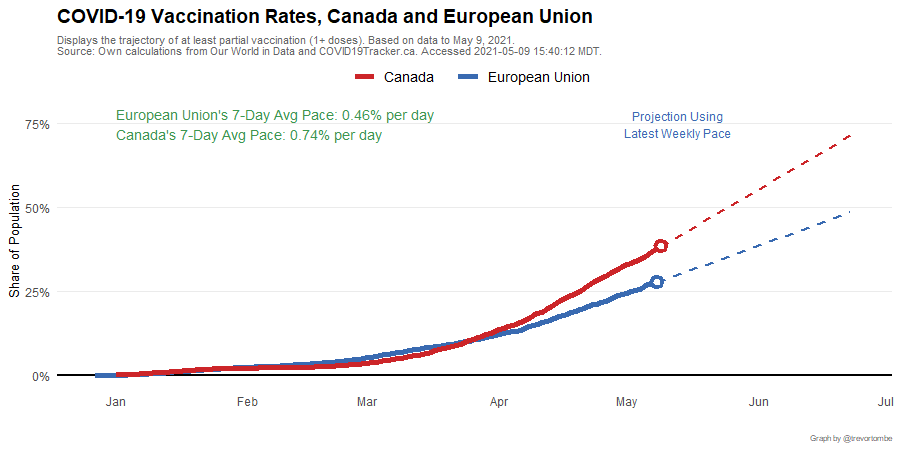 COVID-19 Vaccination Rates, Canada and European Union
Displays the trajectory of at least partial vaccination (1+ doses). Based on data to May 9, 2021.
Source: Own calculations from Our World in Data and COVID19Tracker.ca. Accessed 2021-05-09 15:40:12 MDT.
Canada
European Union
European Union's 7-Day Avg Pace: 0.46% per day
Canada's 7-Day Avg Pace: 0.74% per day
Projection Using
Latest Weekly Pace
Share of Population
75%
50%
25%
0%
Jan
Feb
Mar
Apr
May
Jun
Jul
Graph by @trevortombe